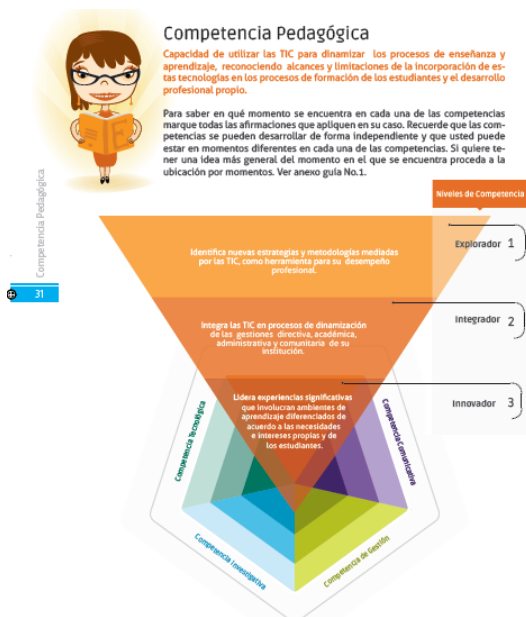 Competencia Pedagógica
Capacidad de utilizar las TIC para dinamizar los procesos de enseñanza y
aprendizaje, reconociendo alcances y limitaciones de la incorporación de es-
tas tecnologías en los procesos de formación de los estudiantes y el desarrollo
profesional propio.
Para saber en qué momento se encuentra en cada una de las competencias
marque todas las afirmaciones que apliquen en su caso. Recuerde que las com-
petencias se pueden desarrollar de forma independiente y que usted puede
estar en momentos diferentes en cada una de las competencias. Si quiere te-
ner una idea más general del momento en el que se encuentra proceda a la
ubicación por momentos. Ver anexo guía No.1.
Competencia Pedagógica
31
Niveles de Competencia
Explorador 1
Identifica nuevas estrategias y metodologías mediadas
por las TIC, como herramienta para su desempeño
profesional.
Integrador 2
Integra las TIC en procesos de dinamización
de las gestiones directiva, académica,
administrativa y comunitaria de su
institución.
Innovador 3
Lidera experiencias significativas
que involucran ambientes de
aprendizaje diferenciados de
acuerdo a las necesidades
e intereses propias y de
los estudiantes.
Competencia Tecnológica
Competencia Comunicativa
Competencia Investigativa
Competencia de Gestión